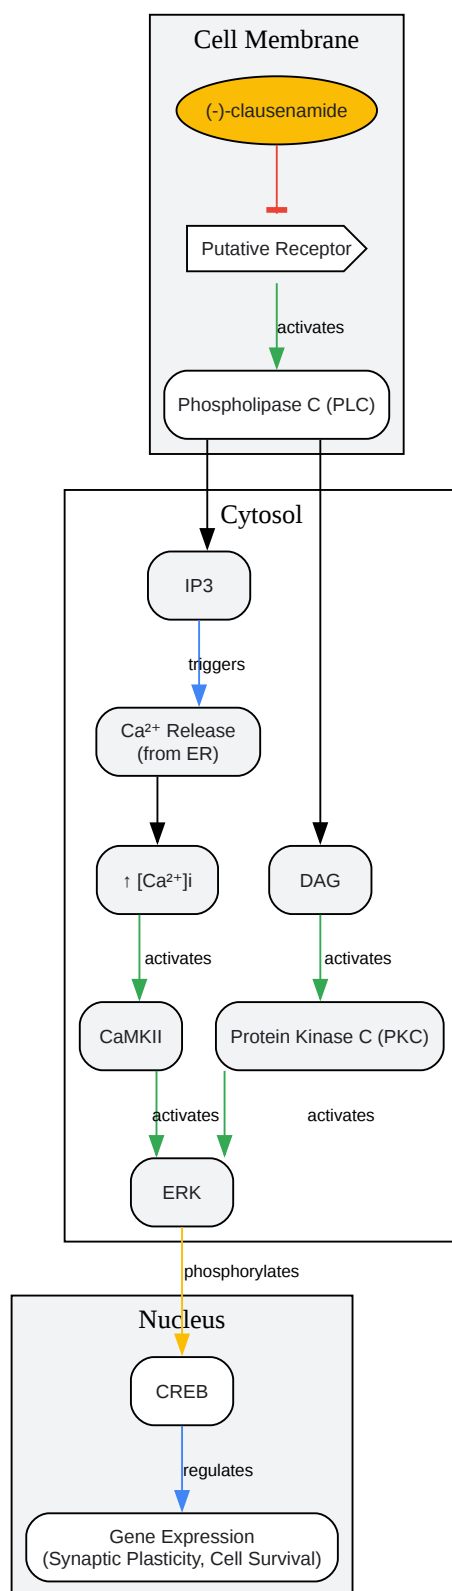 Cell Membrane
(-)-clausenamide
Putative Receptor
activates
Phospholipase C (PLC)
Cytosol
IP3
triggers
Ca²⁺ Release
(from ER)
↑ [Ca²⁺]i
DAG
activates
activates
CaMKII
Protein Kinase C (PKC)
activates
activates
ERK
phosphorylates
Nucleus
CREB
regulates
Gene Expression
(Synaptic Plasticity, Cell Survival)